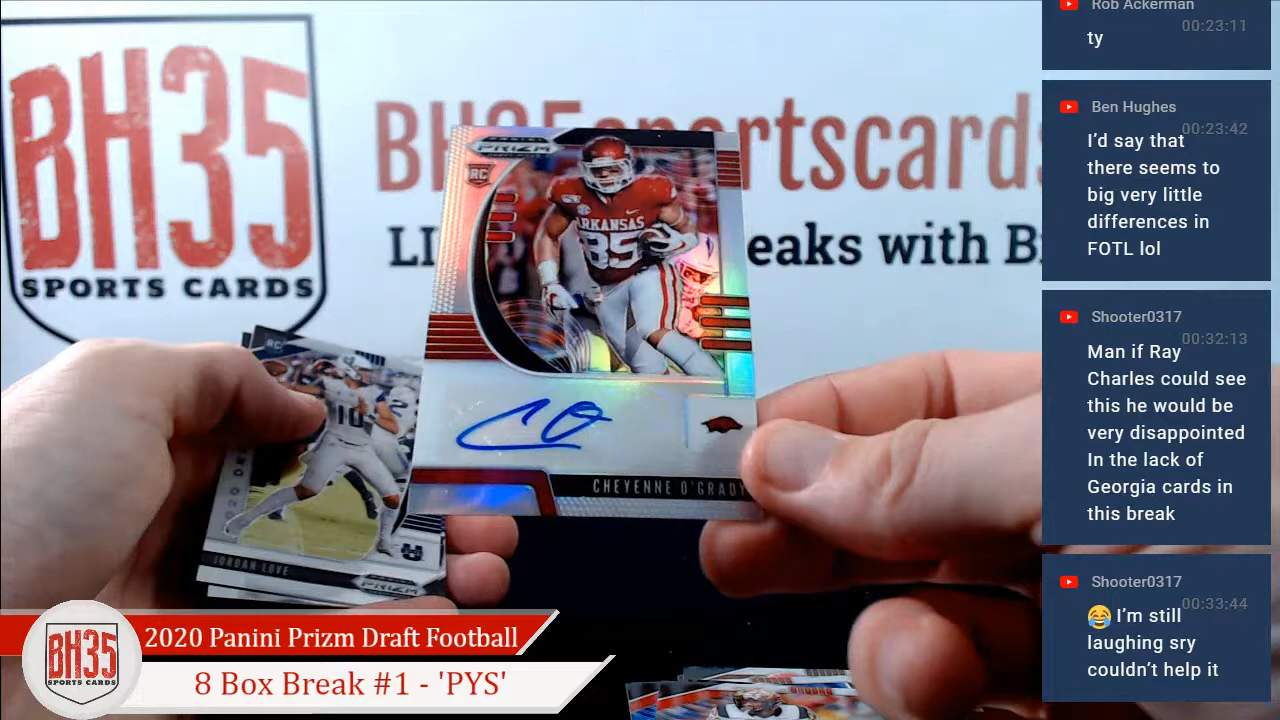 BH35
SPORTS CARDS
BH35sportscards
LI
eaks with B
PANINI
PRIZM
RC
ARKANSAS
85
CHEYENNE O'GRADY
RC
10
JORDAN LOVE
PRIZM
BH35
SPORTS CARDS
2020 Panini Prizm Draft Football
8 Box Break #1 - 'PYS'
Rob Ackerman
00:23:11
ty
Ben Hughes
00:23:42
I'd say that
there seems to
big very little
differences in
FOTL lol
Shooter0317
00:32:13
Man if Ray
Charles could see
this he would be
very disappointed
In the lack of
Georgia cards in
this break
Shooter0317
00:33:44
😂 I'm still
laughing sry
couldn't help it